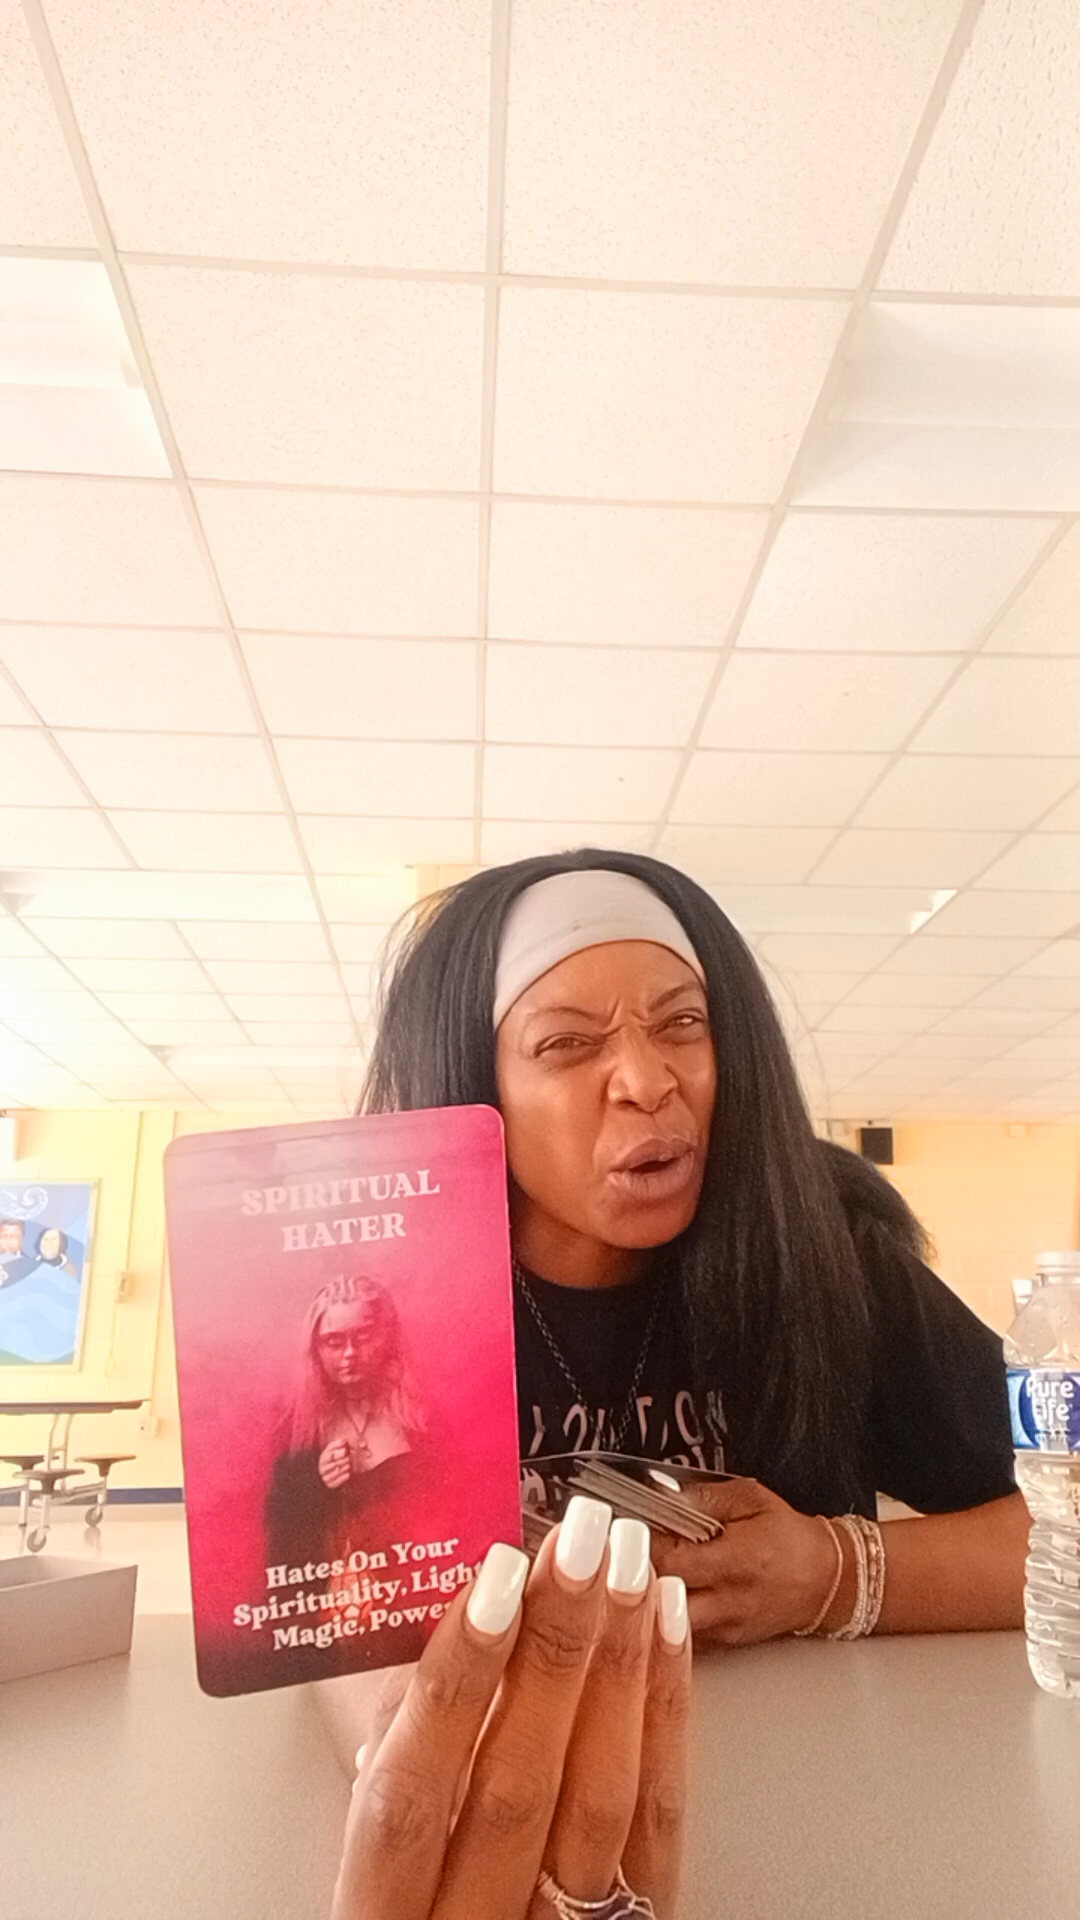 SPIRITUAL
HATER
Hates On Your
Spirituality, Light
Magic, Power
Pure
Life